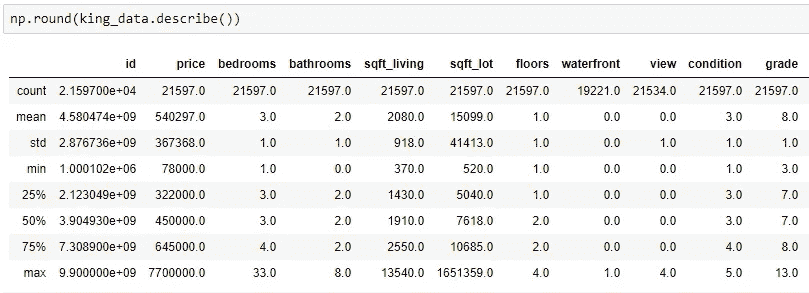 np.round(king_data.describe())
id price bedrooms bathrooms sqft_living sqft_lot floors waterfront view condition grade
count 2.159700e+04 21597.0 21597.0 21597.0 21597.0 21597.0 21597.0 19221.0 21534.0 21597.0 21597.0
mean 4.580474e+09 540297.0 3.0 2.0 2080.0 15099.0 1.0 0.0 0.0 3.0 8.0
std 2.876736e+09 367368.0 1.0 1.0 918.0 41413.0 1.0 0.0 1.0 1.0 1.0
min 1.000102e+06 78000.0 1.0 0.0 370.0 520.0 1.0 0.0 0.0 1.0 3.0
25% 2.123049e+09 322000.0 3.0 2.0 1430.0 5040.0 1.0 0.0 0.0 3.0 7.0
50% 3.904930e+09 450000.0 3.0 2.0 1910.0 7618.0 2.0 0.0 0.0 3.0 7.0
75% 7.308900e+09 645000.0 4.0 2.0 2550.0 10685.0 2.0 0.0 0.0 4.0 8.0
max 9.900000e+09 7700000.0 33.0 8.0 13540.0 1651359.0 4.0 1.0 4.0 5.0 13.0